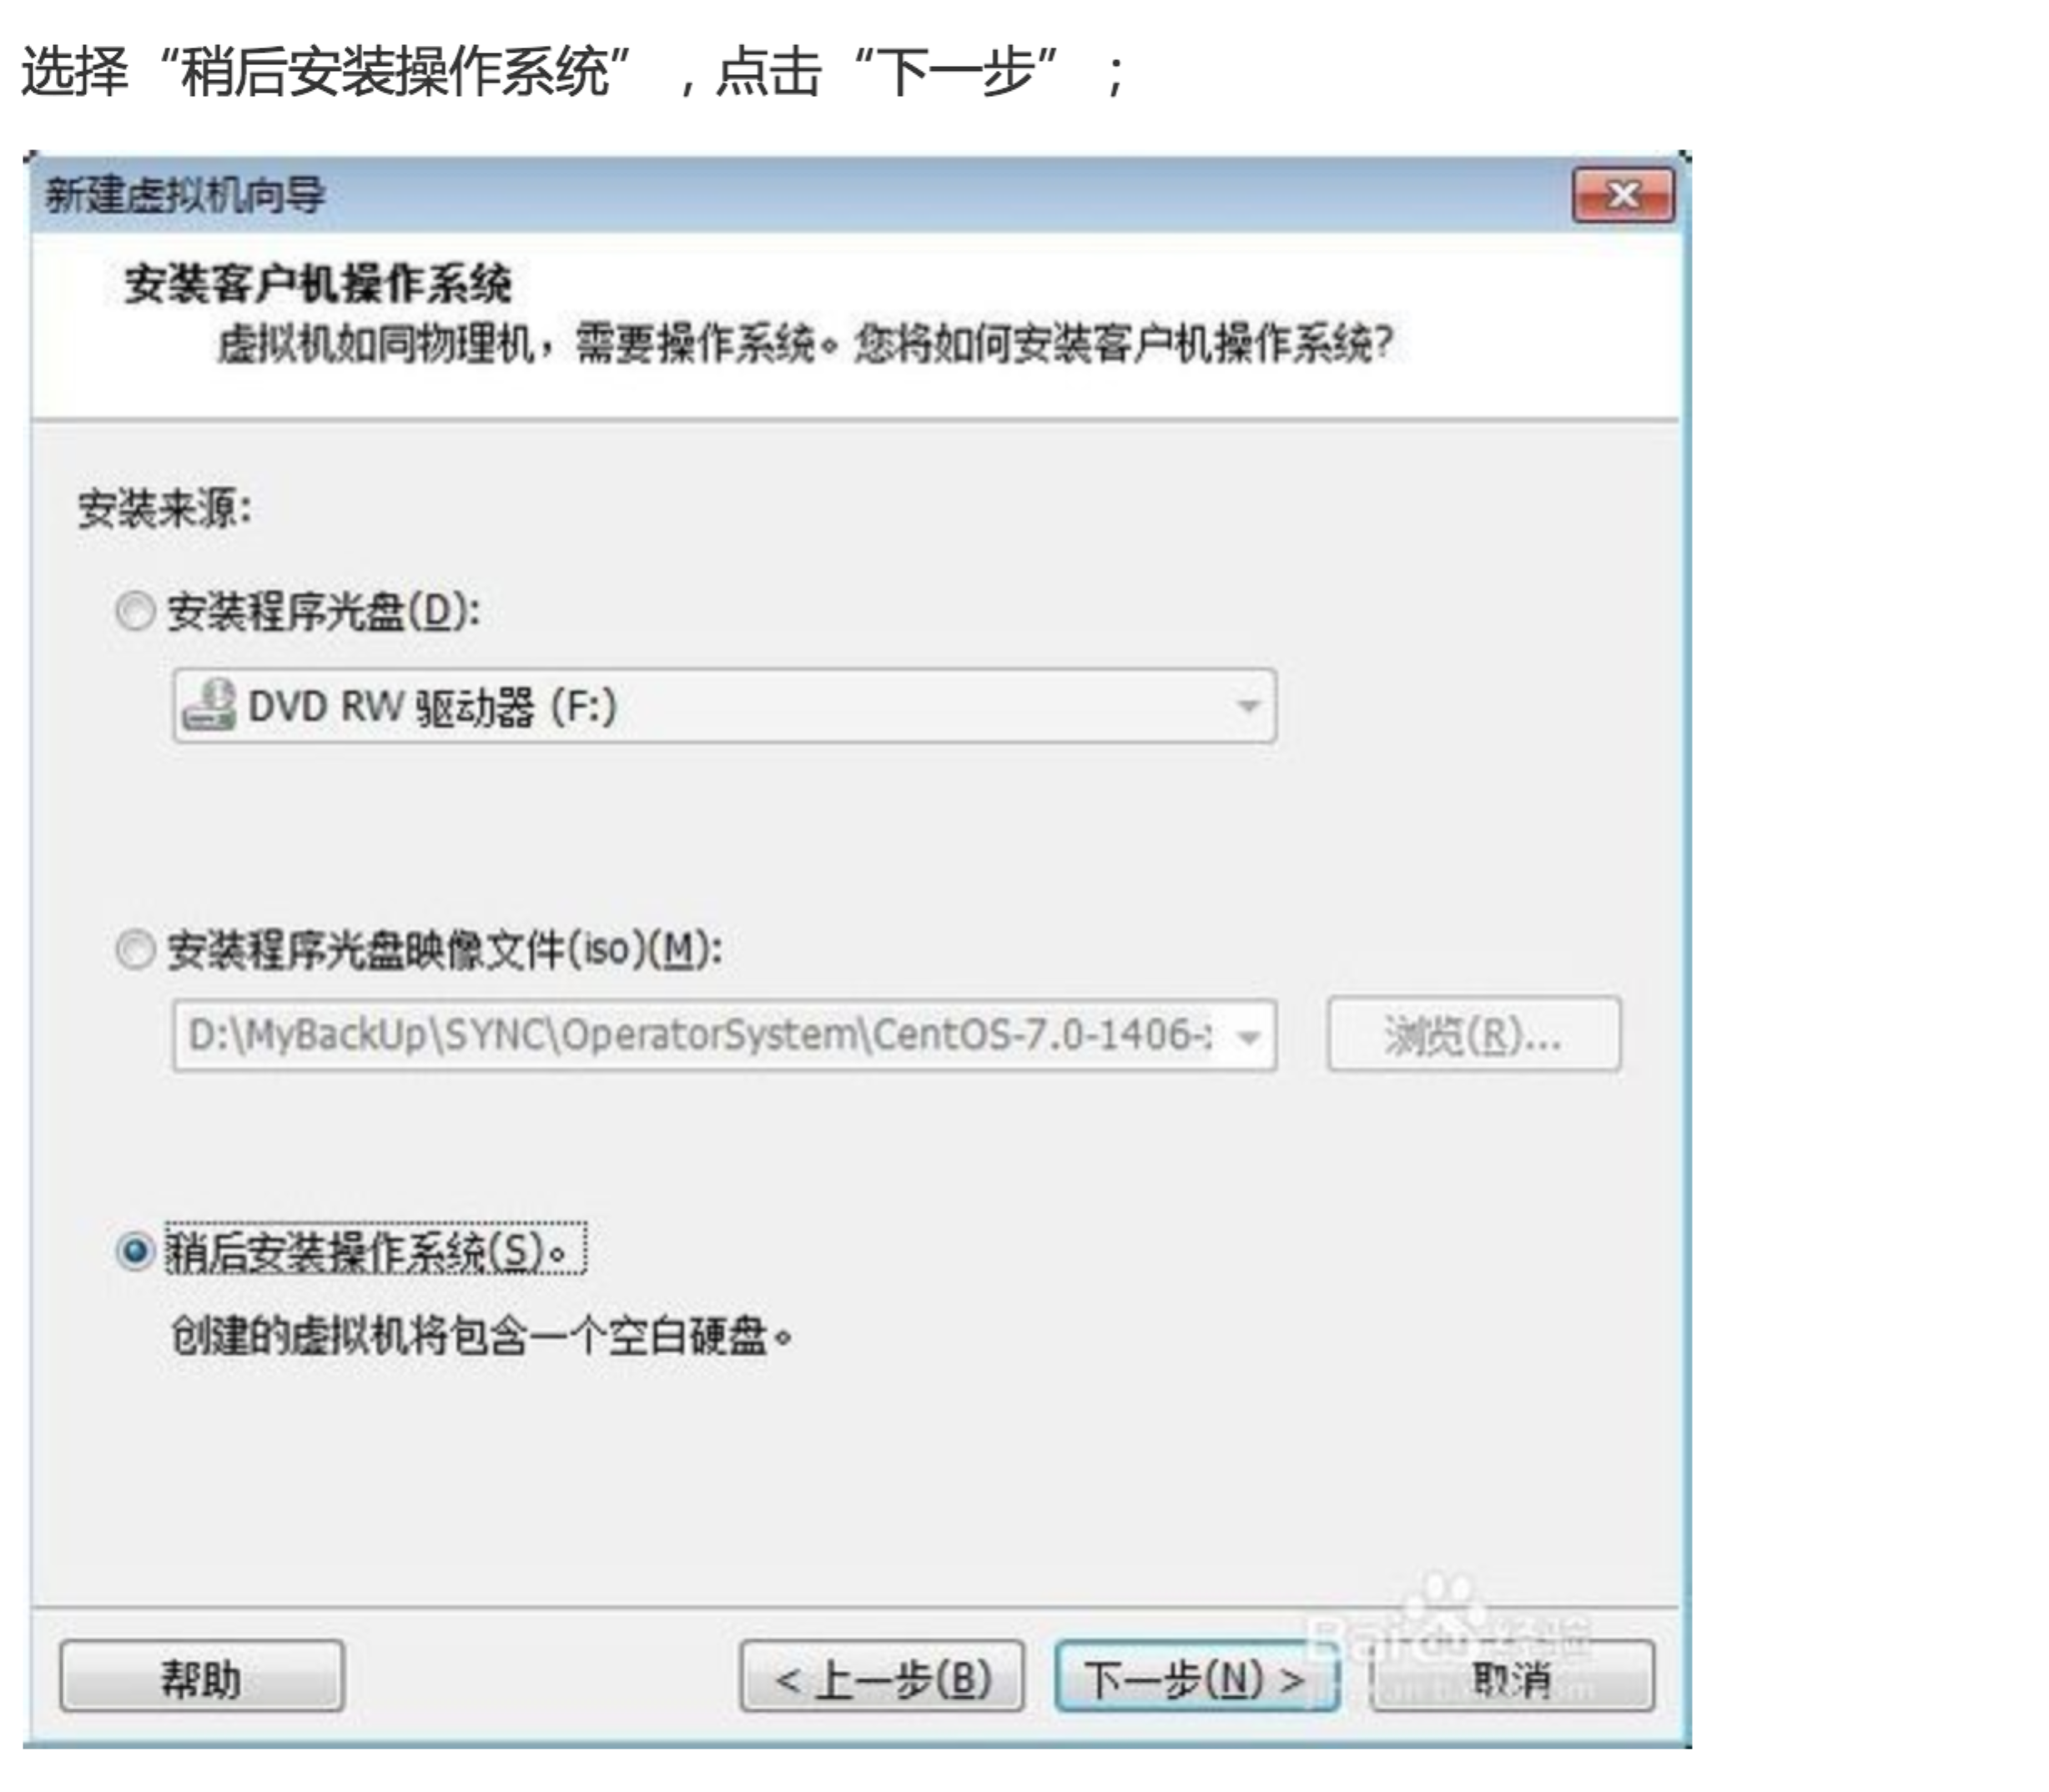 选择“稍后安装操作系统”，点击“下一步”；
新建虚拟机向导
安装客户机操作系统
虚拟机如同物理机，需要操作系统。您将如何安装客户机操作系统?
安装来源:
安装程序光盘(D):
DVD RW 驱动器 (F:)
安装程序光盘映像文件(iso)(M):
D:\MyBackUp\SYNC\OperatorSystem\CentOS-7.0-1406-
浏览(R)...
稍后安装操作系统(S)。
创建的虚拟机将包含一个空白硬盘。
Baidu 经验
帮助
< 上一步(B)
下一步(N) >
取消